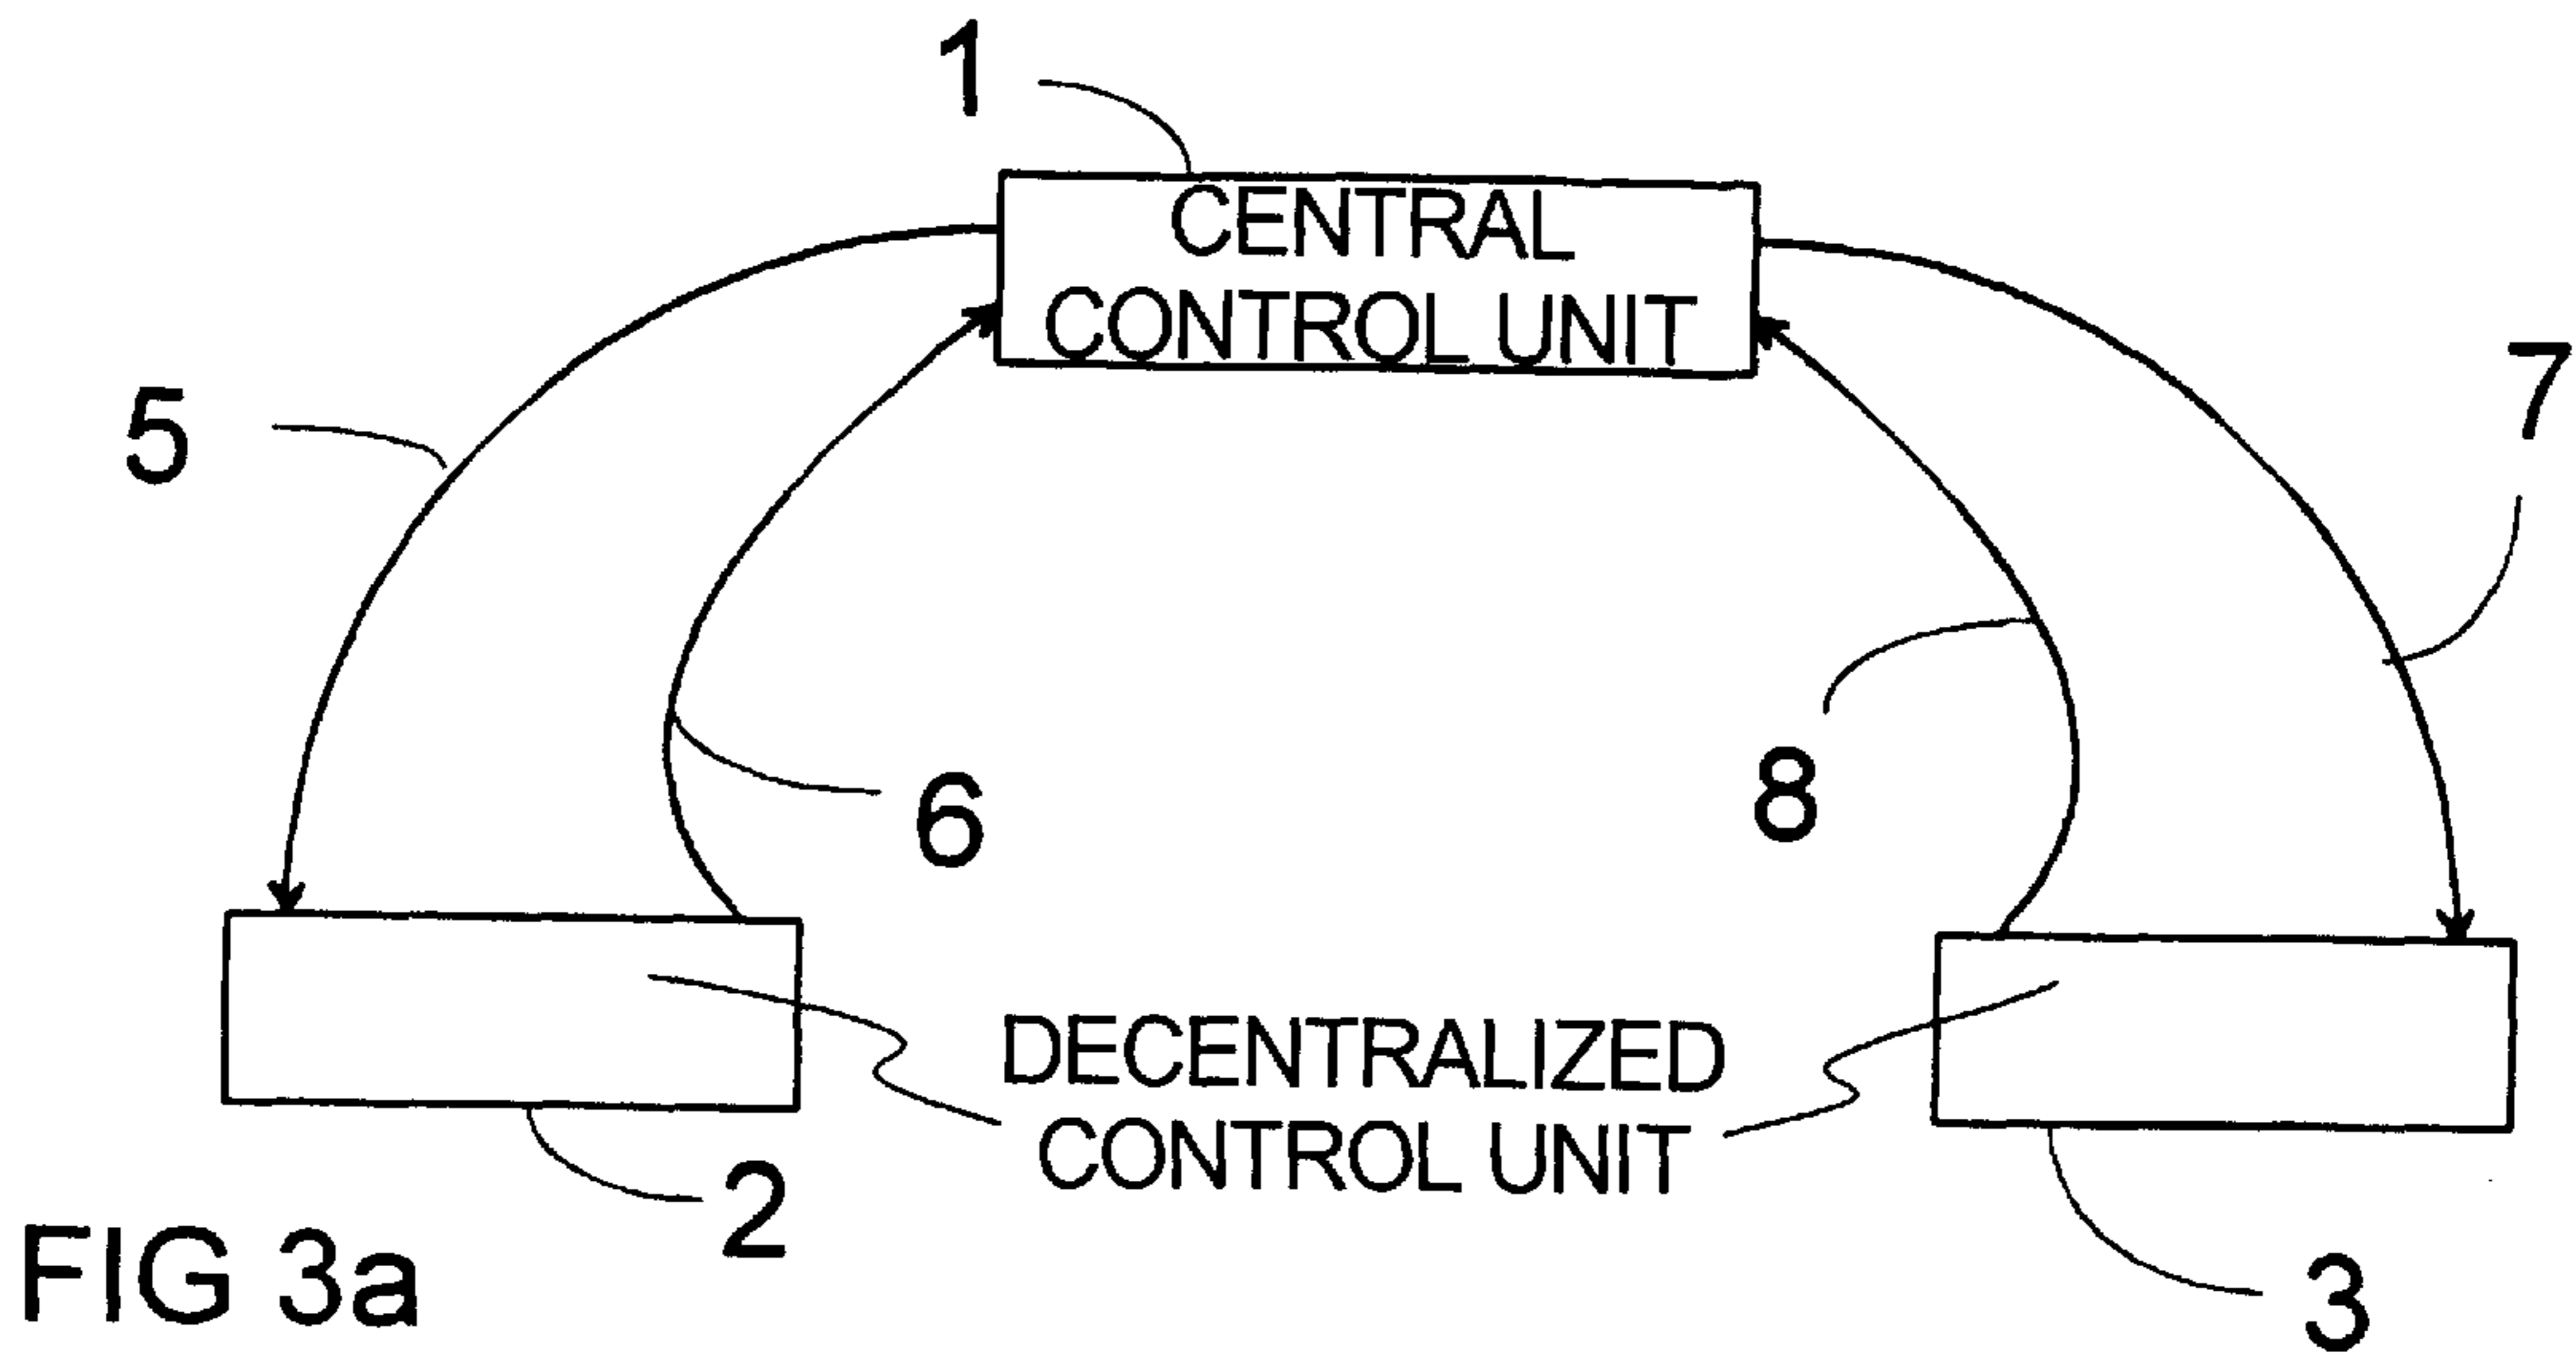 1
CENTRAL
CONTROL UNIT
5
7
6
8
DECENTRALIZED
CONTROL UNIT
2
3
FIG 3a